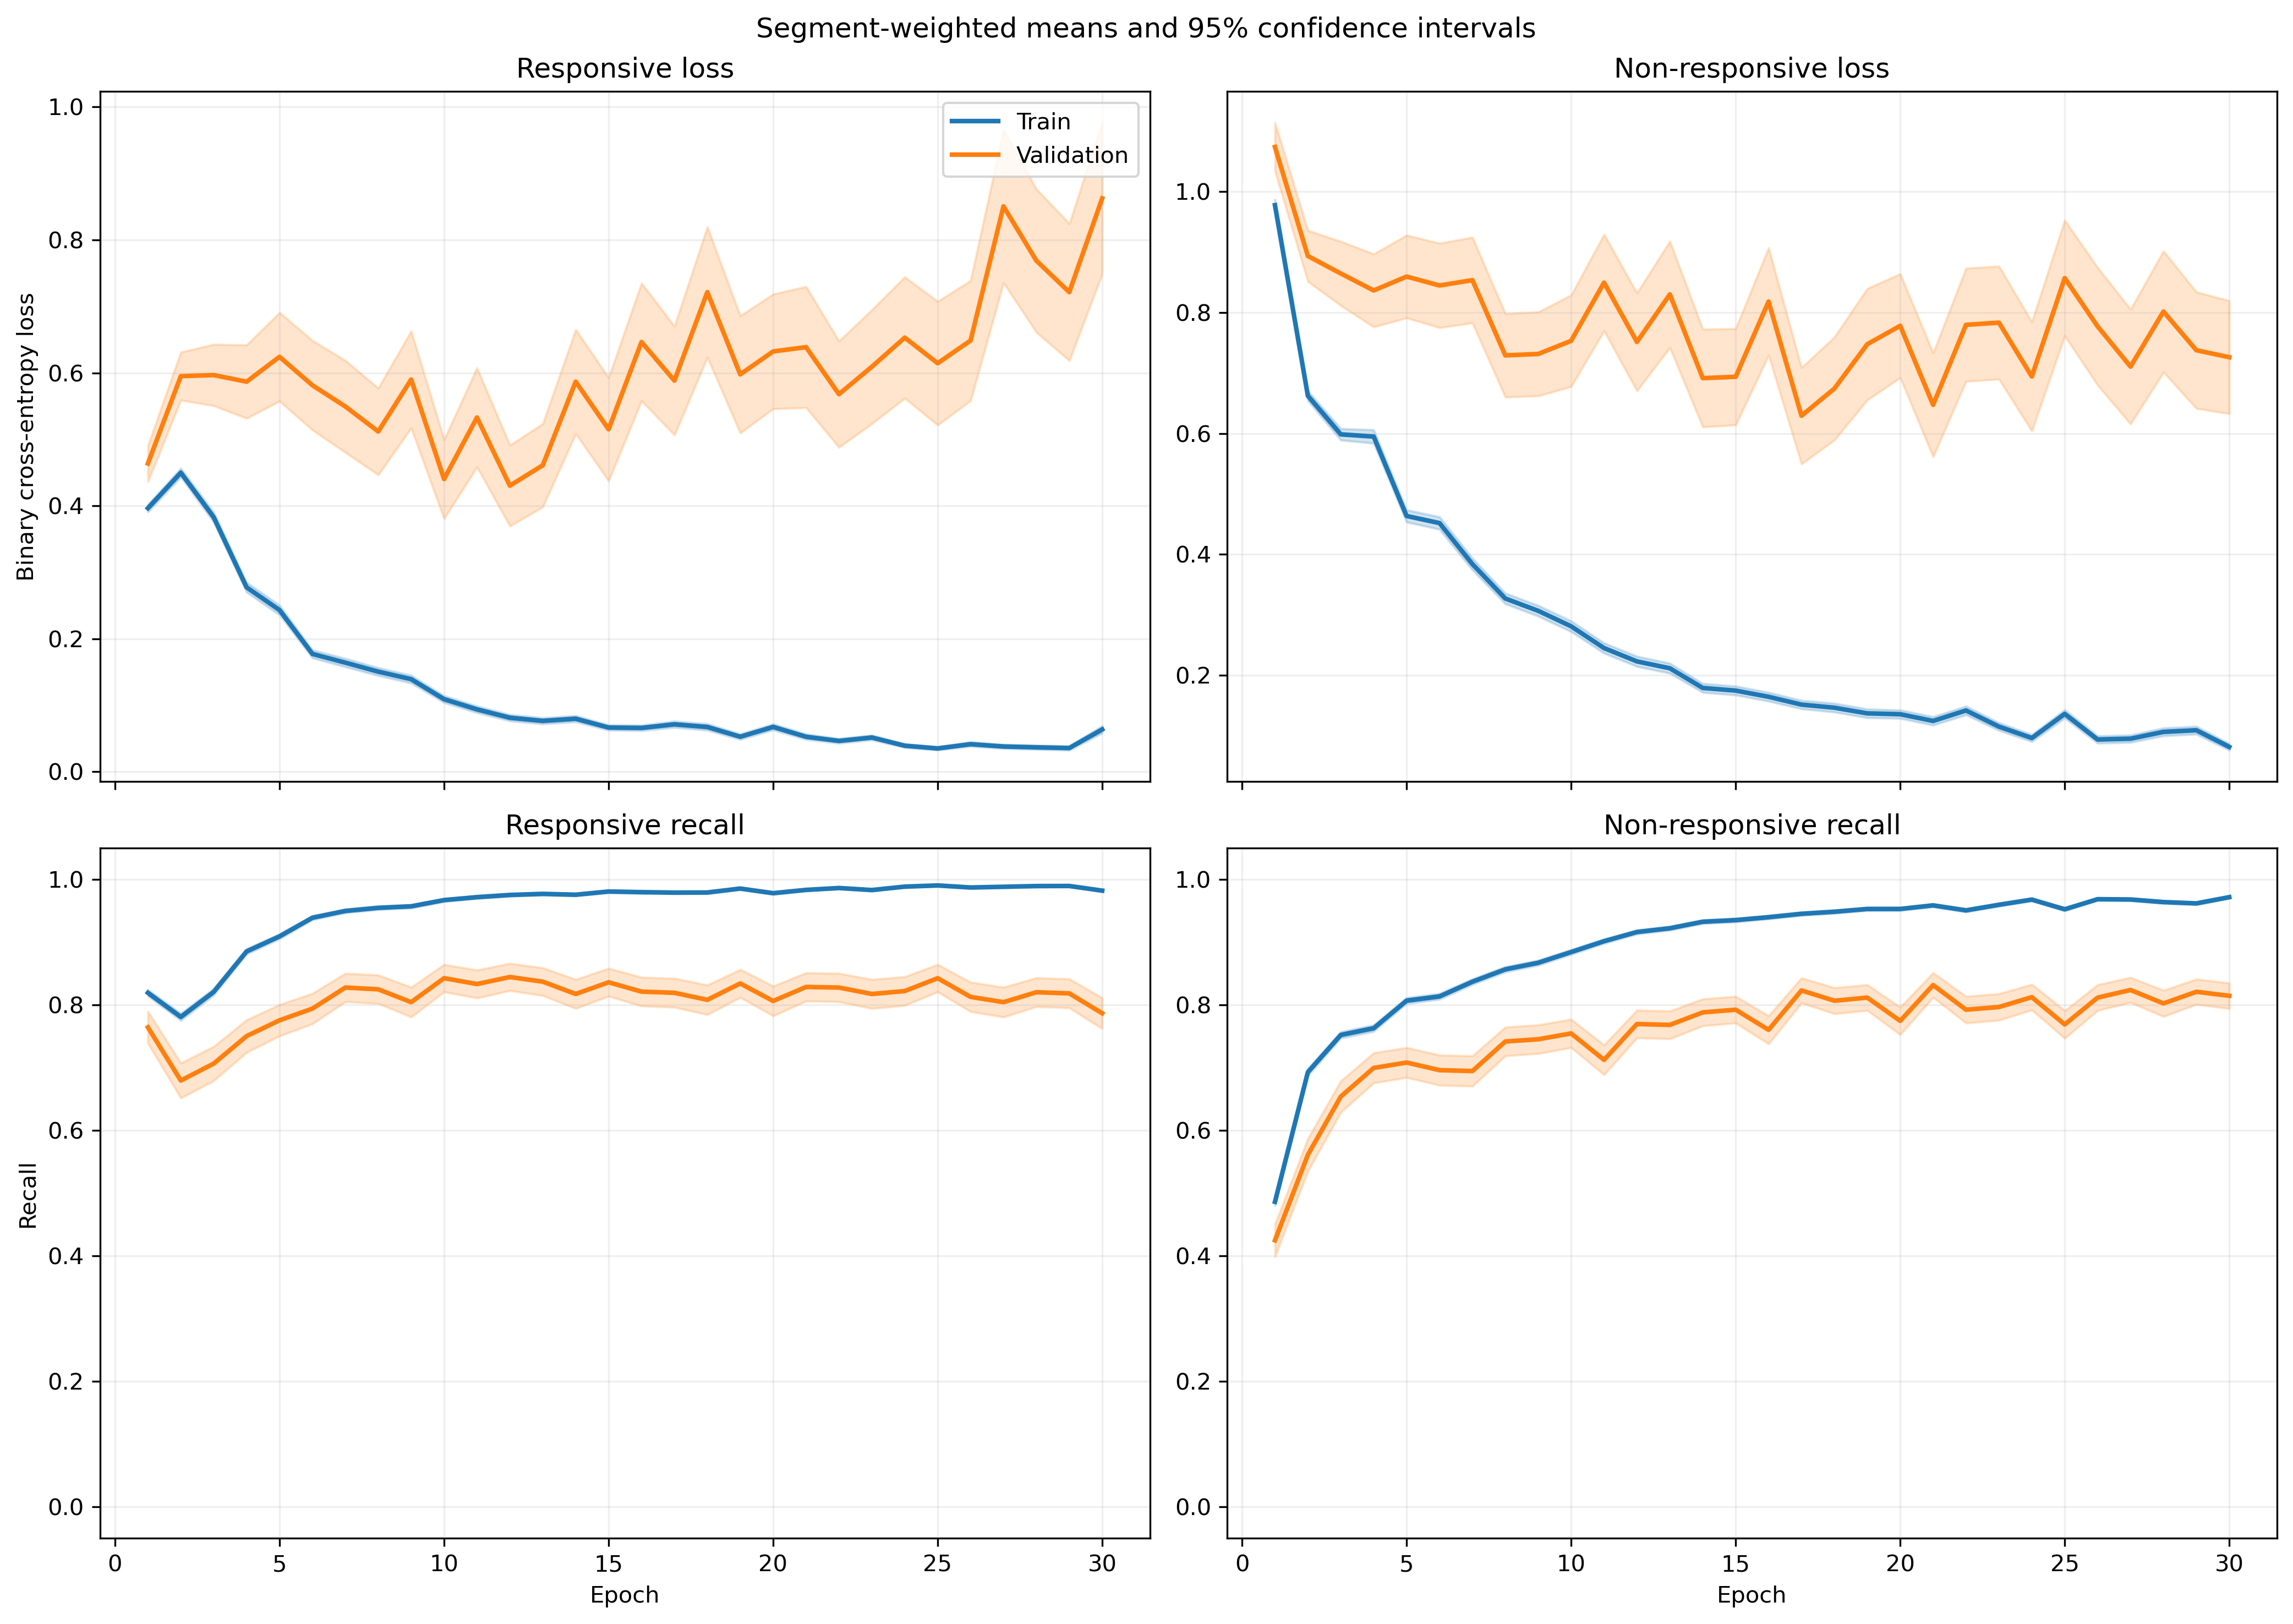 Segment-weighted means and 95% confidence intervals
Responsive loss
Non-responsive loss
Train
Validation
1.0
0.8
0.6
0.4
0.2
0.0
Binary cross-entropy loss
1.0
0.8
0.6
0.4
0.2
Responsive recall
Non-responsive recall
1.0
0.8
0.6
0.4
0.2
0.0
Recall
0 5 10 15 20 25 30
Epoch
1.0
0.8
0.6
0.4
0.2
0.0
0 5 10 15 20 25 30
Epoch